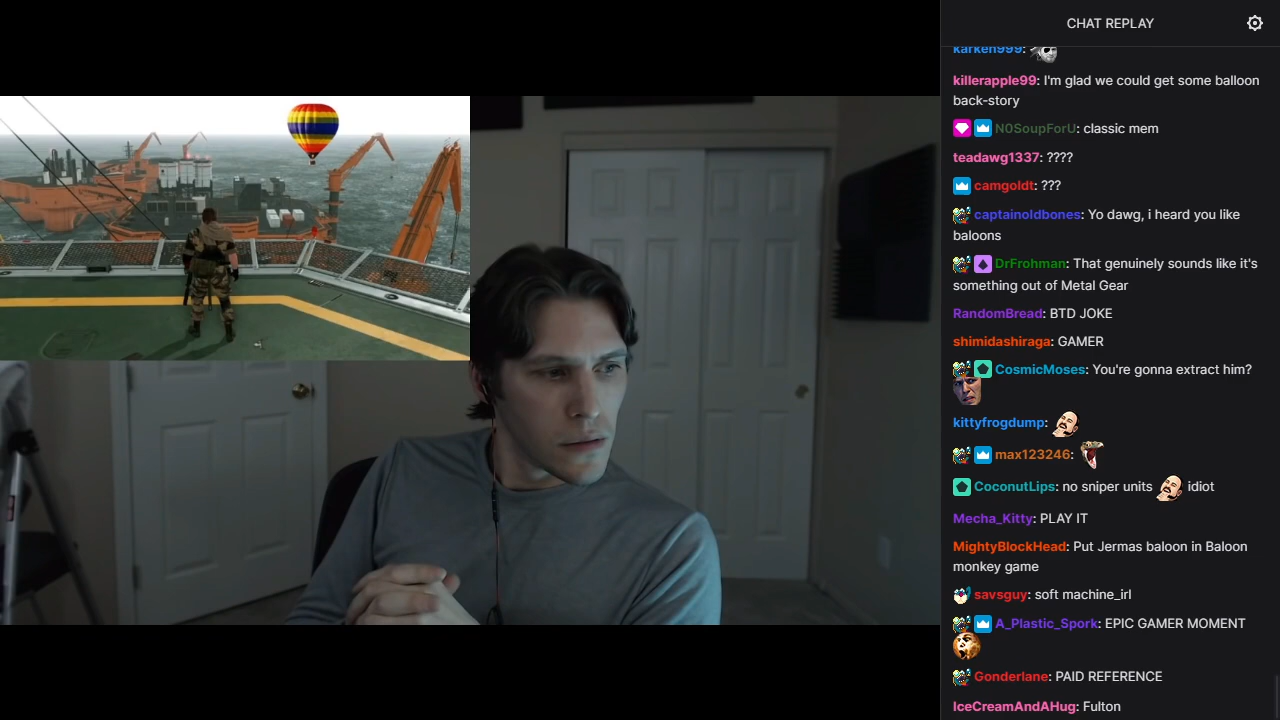 CHAT REPLAY
karken999:
killerapple99: I'm glad we could get some balloon
back-story
N0SoupForU: classic mem
teadawg1337: ????
camgoldt: ???
captainoldbones: Yo dawg, i heard you like
baloons
DrFrohman: That genuinely sounds like it's
something out of Metal Gear
RandomBread: BTD JOKE
shimidashiraga: GAMER
CosmicMoses: You're gonna extract him?
kittyfrogdump:
max123246:
CoconutLips: no sniper units idiot
Mecha_Kitty: PLAY IT
MightyBlockHead: Put Jermas baloon in Baloon
monkey game
savsguy: soft machine_irl
A_Plastic_Spork: EPIC GAMER MOMENT
Gonderlane: PAID REFERENCE
IceCreamAndAHug: Fulton